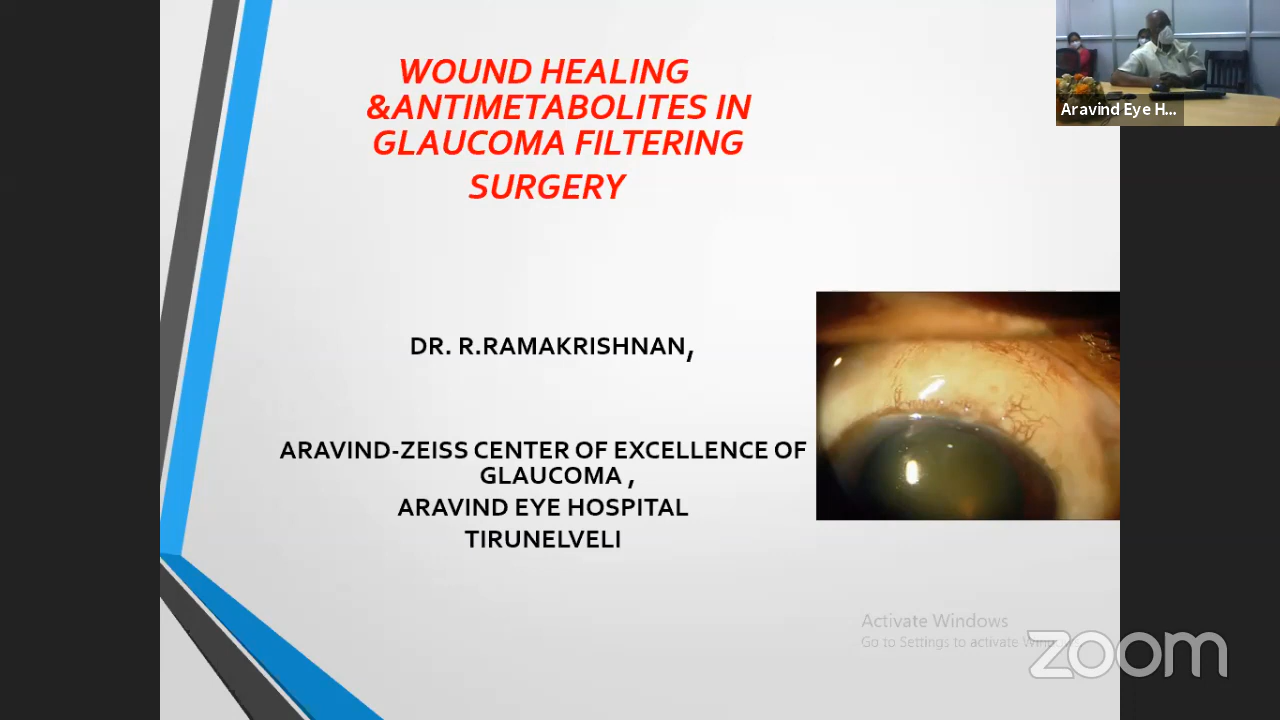 WOUND HEALING
&ANTIMETABOLITES IN
GLAUCOMA FILTERING
SURGERY
Aravind Eye H...
DR. R.RAMAKRISHNAN,
ARAVIND-ZEISS CENTER OF EXCELLENCE OF
GLAUCOMA ,
ARAVIND EYE HOSPITAL
TIRUNELVELI
Activate Windows
Go to Settings to activate
zoom